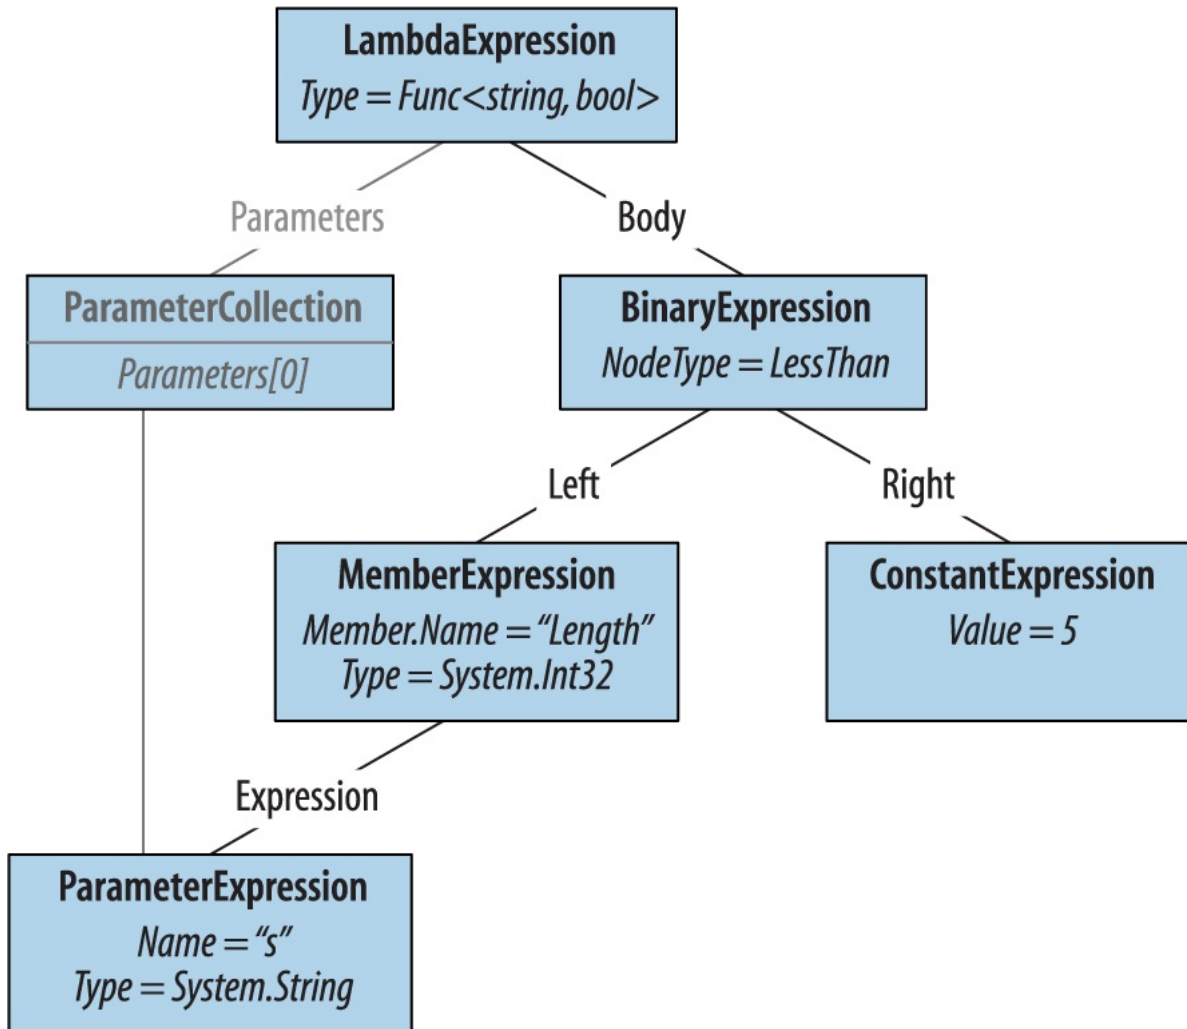 LambdaExpression
Type = Func<string, bool>
Parameters
Body
ParameterCollection
Parameters[0]
BinaryExpression
NodeType = LessThan
Left
Right
MemberExpression
Member.Name = “Length”
Type = System.Int32
ConstantExpression
Value = 5
Expression
ParameterExpression
Name = “s”
Type = System.String